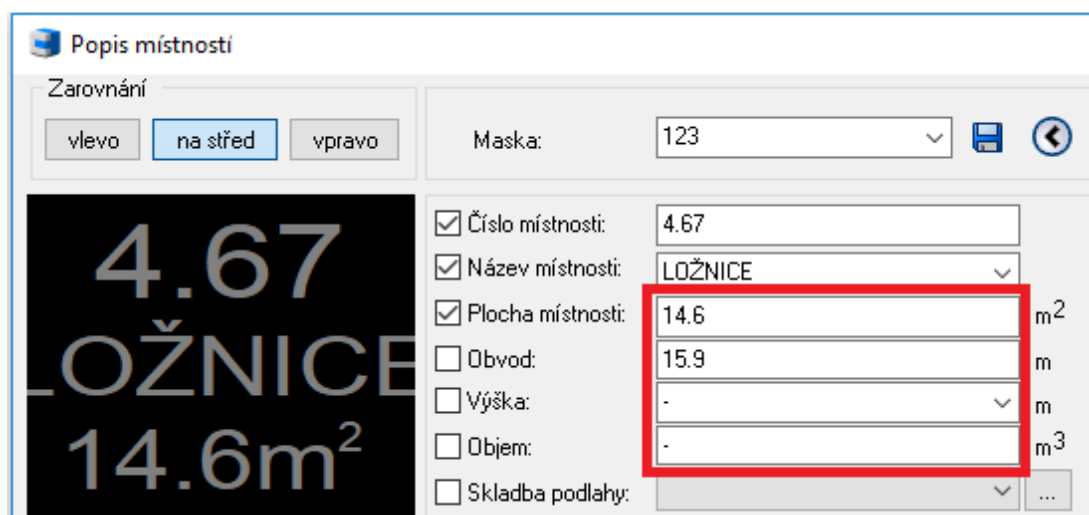 Popis místností
Zarovnání
vlevo na střed vpravo
Maska: 123
4.67
LOŽNICE
14.6m²
Číslo místnosti: 4.67
Název místnosti: LOŽNICE
Plocha místnosti: 14.6 m2
Obvod: 15.9 m
Výška: - m
Objem: - m3
Skladba podlahy: ...